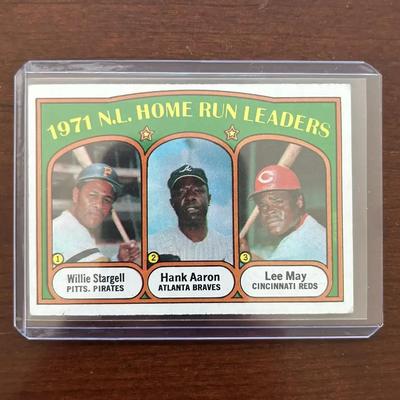 1971 N.L. HOME RUN LEADERS
P
A
C
1
2
3
Willie Stargell
PITTS. PIRATES
Hank Aaron
ATLANTA BRAVES
Lee May
CINCINNATI REDS